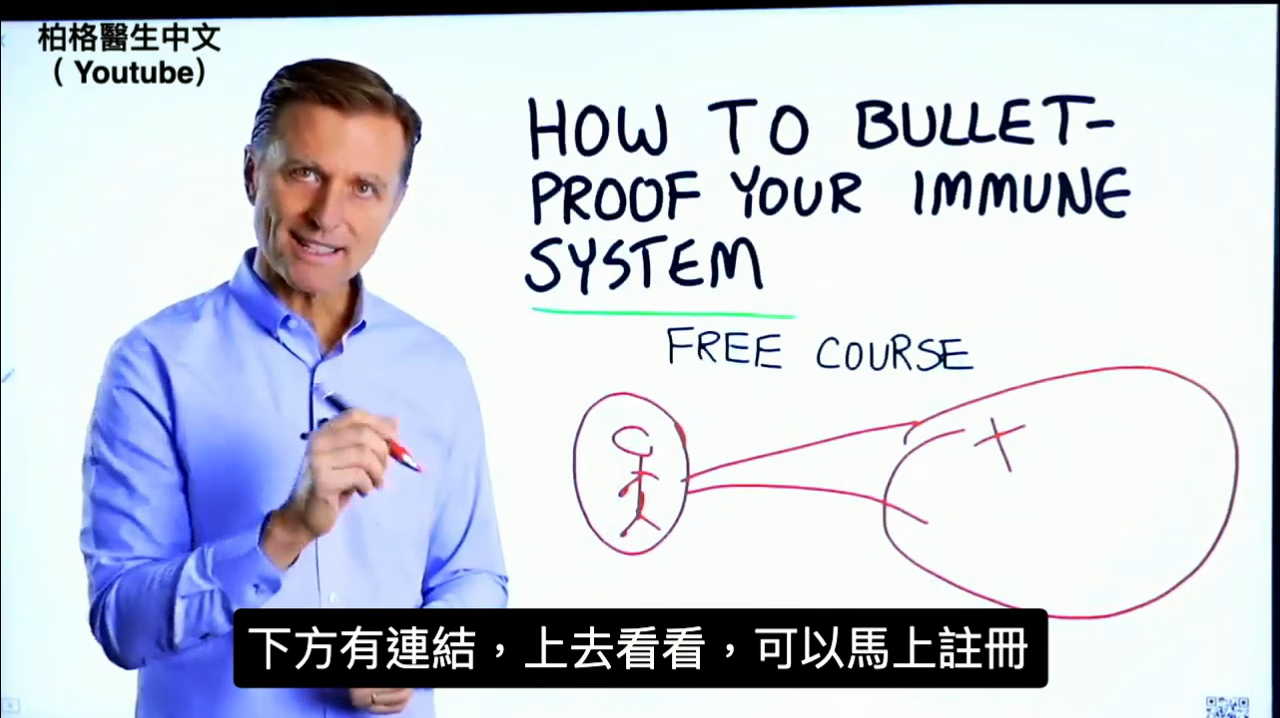 柏格醫生中文
（ Youtube）
HOW TO BULLET-
PROOF YOUR IMMUNE
SYSTEM
FREE COURSE
下方有連結，上去看看，可以馬上註冊